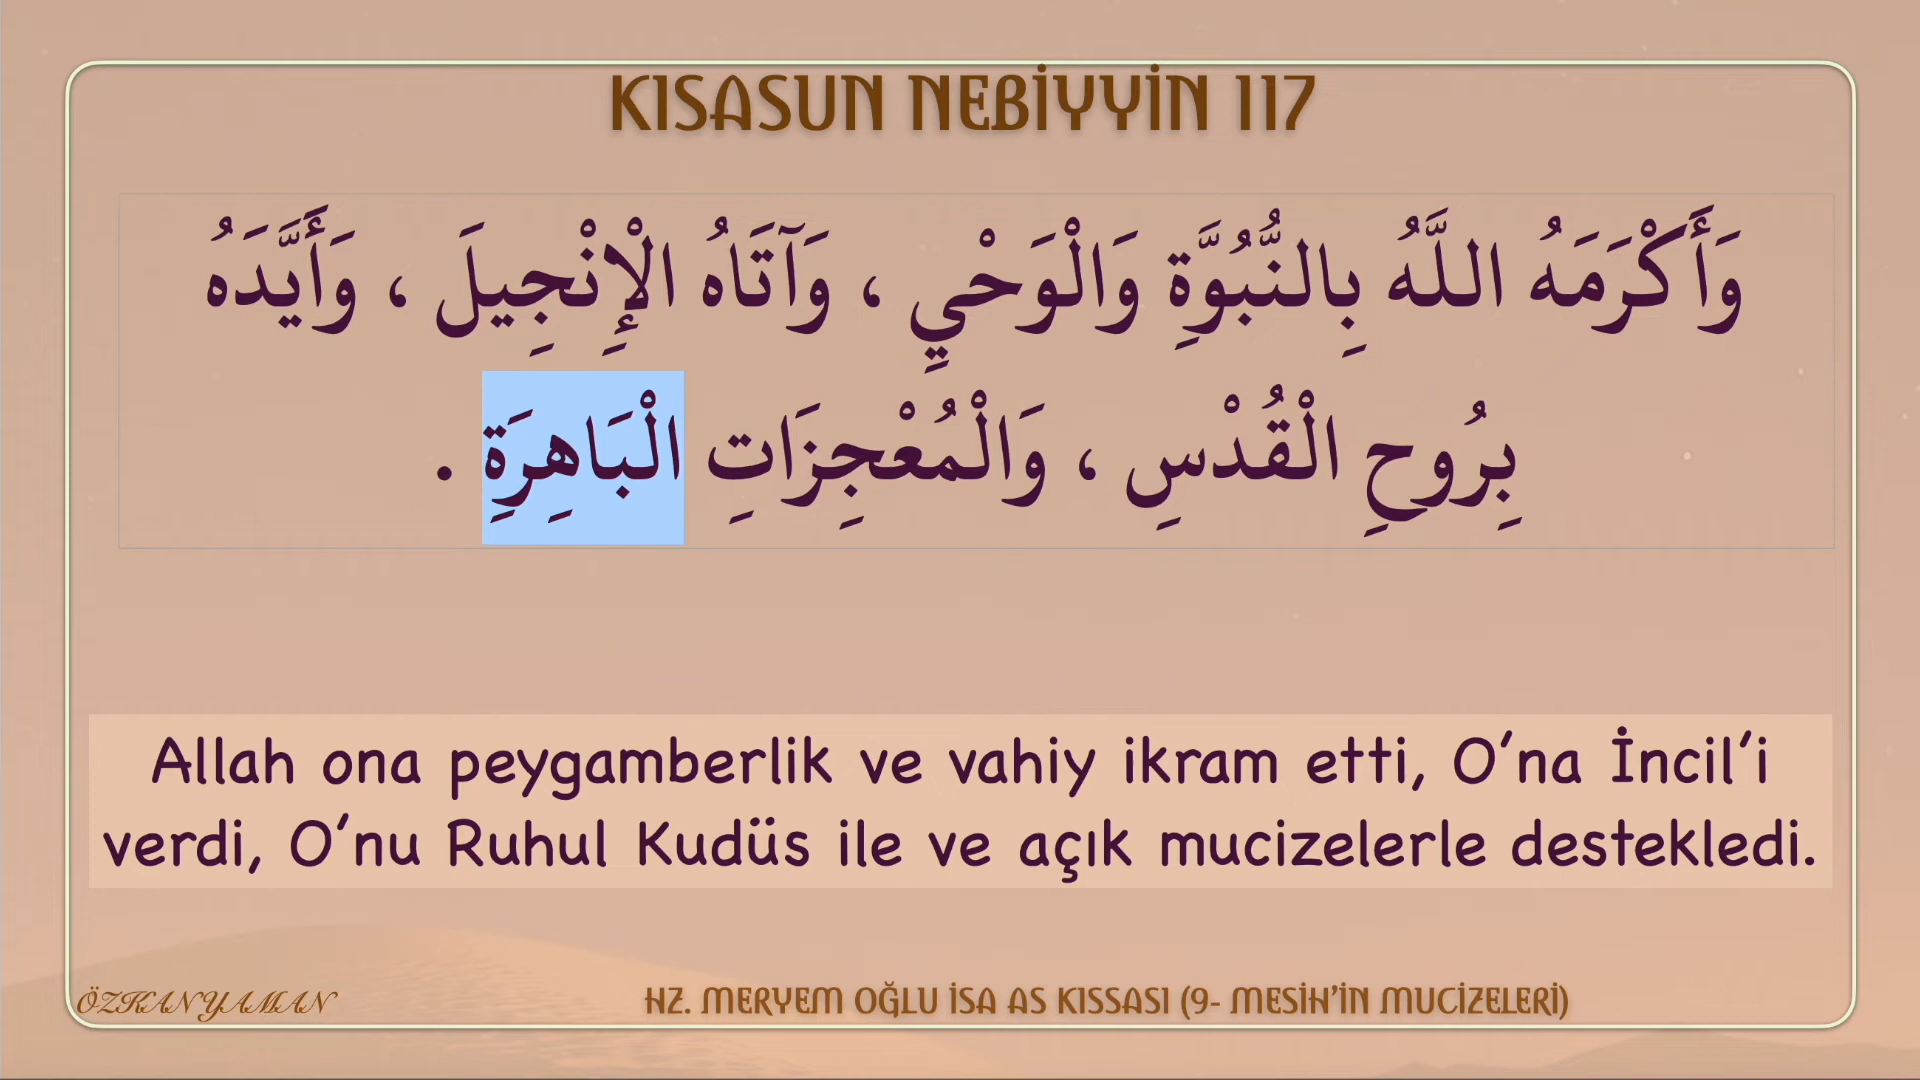 KISASUN NEBİYYİN 117
وَأَكْرَمَهُ اللَّهُ بِالنُّبُوَّةِ وَالْوَحْيِ ، وَآتَاهُ الْإِنْجِيلَ ، وَأَيَّدَهُ
بِرُوحِ الْقُدْسِ ، وَالْمُعْجِزَاتِ الْبَاهِرَةِ .
Allah ona peygamberlik ve vahiy ikram etti, O’na İncil’i
verdi, O’nu Ruhul Kudüs ile ve açık mucizelerle destekledi.
ÖZKAN YAMAN
HZ. MERYEM OĞLU İSA AS KISSASI (9- MESİH’İN MUCİZELERİ)